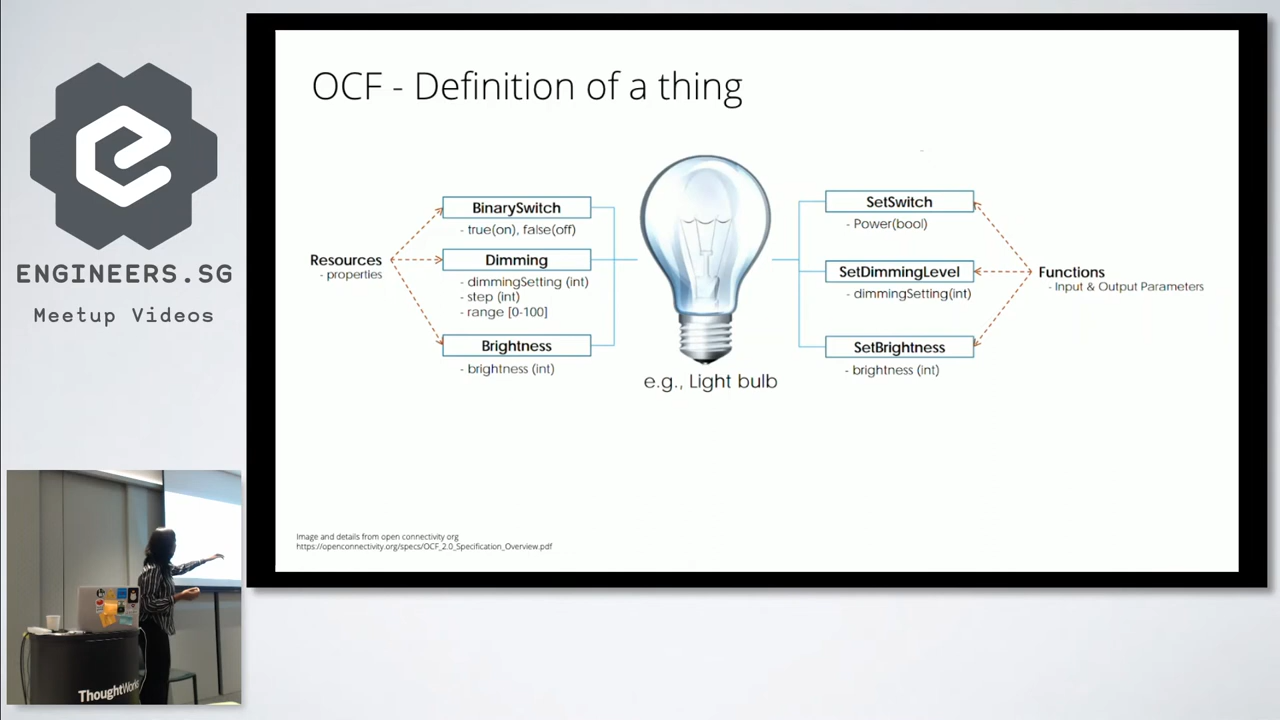 ENGINEERS.SG
Meetup Videos
OCF - Definition of a thing
Resources
- properties
BinarySwitch
- true(on), false(off)
Dimming
- dimmingSetting (int)
- step (int)
- range [0-100]
Brightness
- brightness (int)
e.g., Light bulb
SetSwitch
- Power(bool)
SetDimmingLevel
- dimmingSetting(int)
SetBrightness
- brightness (int)
Functions
- Input & Output Parameters
Image and details from open connectivity org
https://openconnectivity.org/specs/OCF_2.0_Specification_Overview.pdf
ThoughtWorks